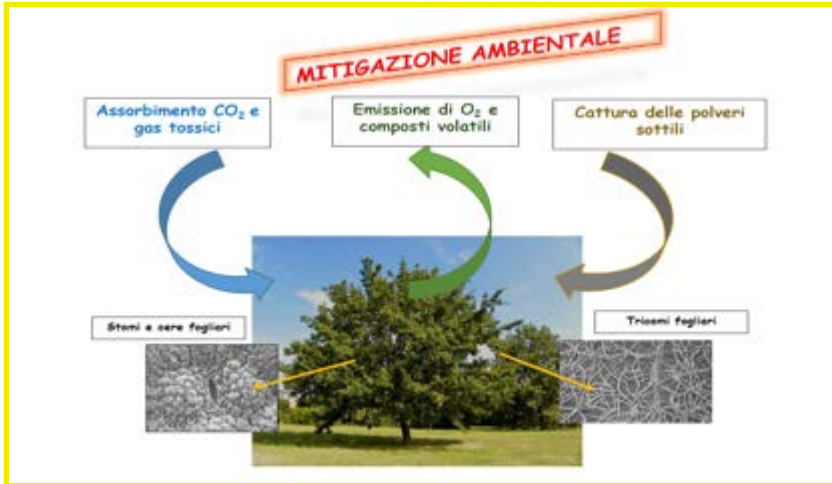 MITIGAZIONE AMBIENTALE
Assorbimento CO₂ e
gas tossici
Emissione di O₂ e
composti volatili
Cattura delle polveri
sottili
Stomi e cere fogliari
Tricomi fogliari